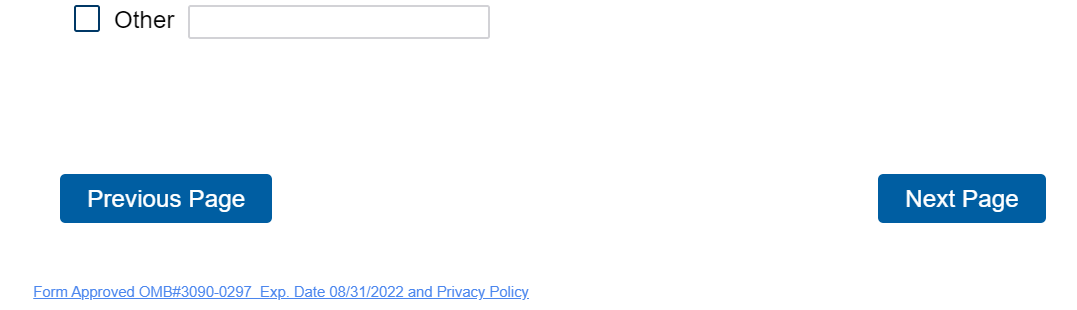 Other
Previous Page
Next Page
Form Approved OMB#3090-0297  Exp. Date 08/31/2022 and Privacy Policy